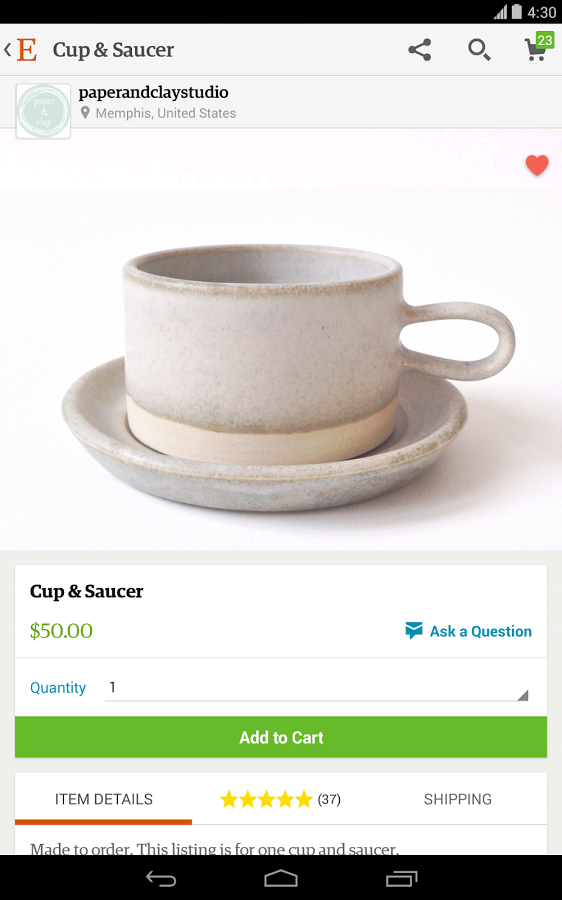 4:30
E Cup & Saucer 23
paperandclaystudio
paper
&
clay
Memphis, United States
Cup & Saucer
$50.00 Ask a Question
Quantity 1
Add to Cart
ITEM DETAILS (37) SHIPPING
Made to order. This listing is for one cup and saucer.